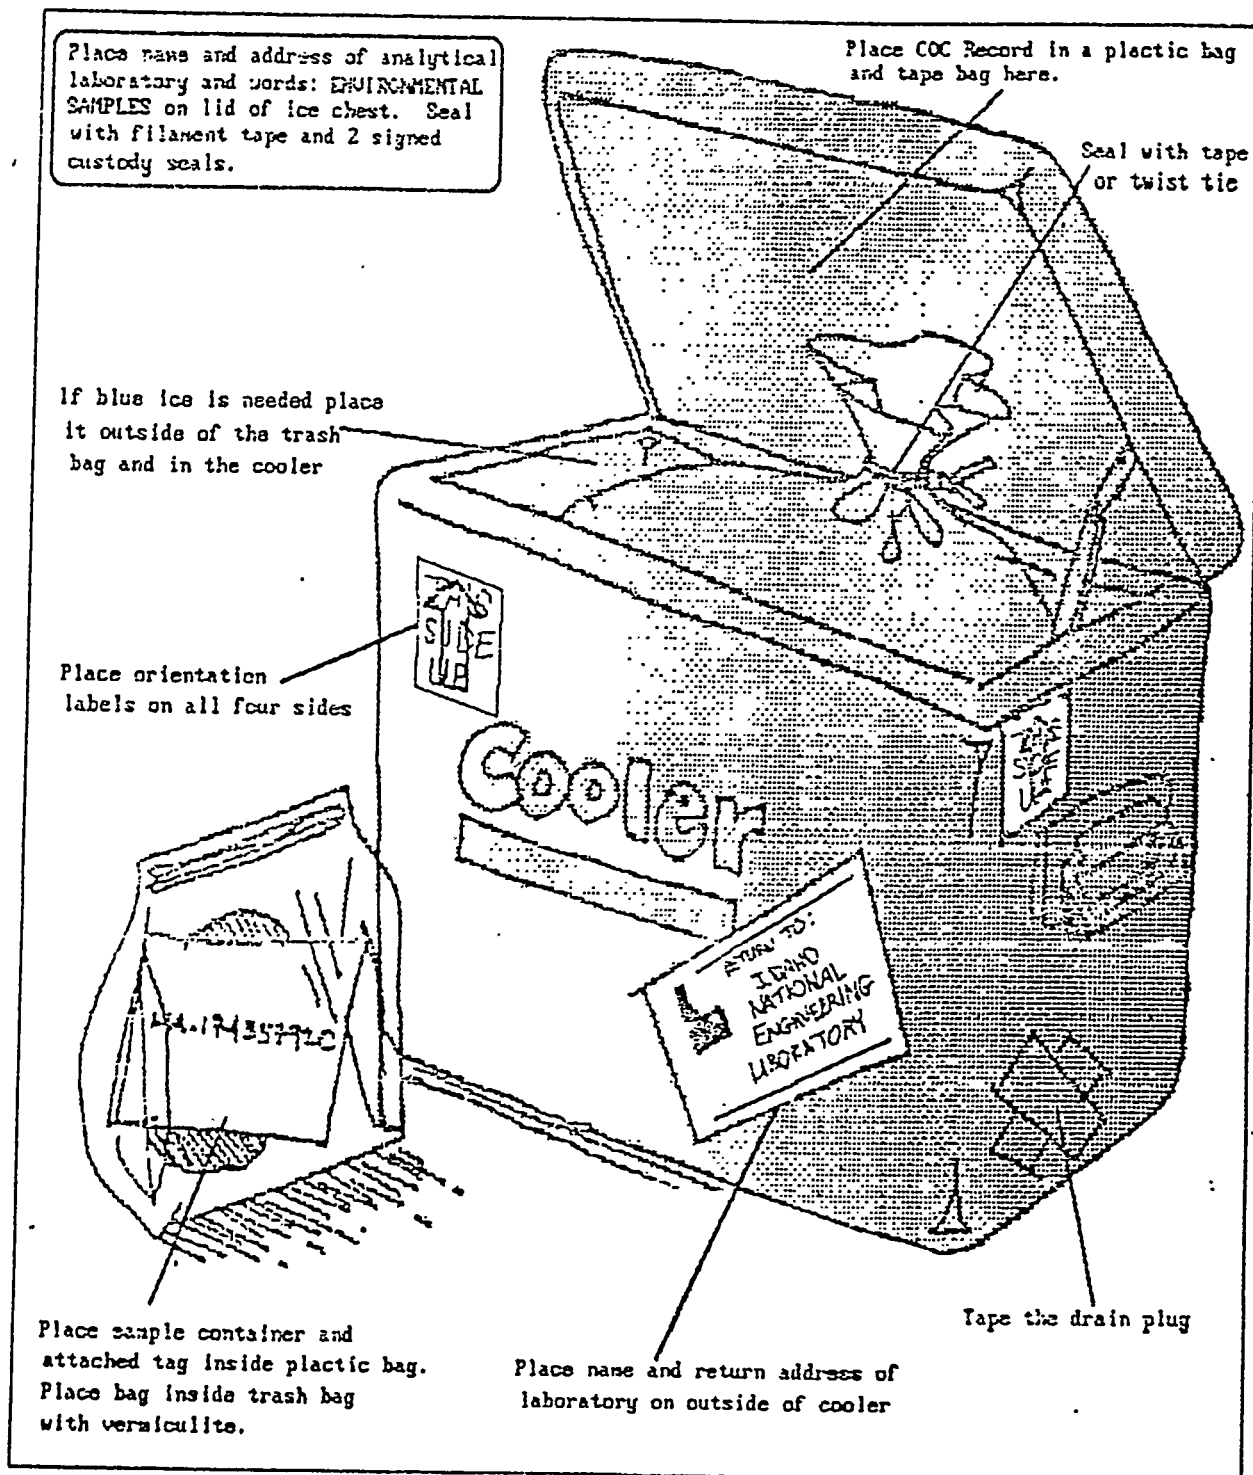 Place name and address of analytical
laboratory and words: ENVIRONMENTAL
SAMPLES on lid of ice chest. Seal
with filament tape and 2 signed
custody seals.
Place COC Record in a plactic bag
and tape bag here.
Seal with tape
or twist tie
If blue ice is needed place
it outside of the trash
bag and in the cooler
SIDE
UP
Place orientation
labels on all four sides
Cooler
RETURN TO:
IDAHO
NATIONAL
ENGINEERING
LABORATORY
Tape the drain plug
Place sample container and
attached tag inside plactic bag.
Place bag inside trash bag
with vermiculite.
Place name and return address of
laboratory on outside of cooler